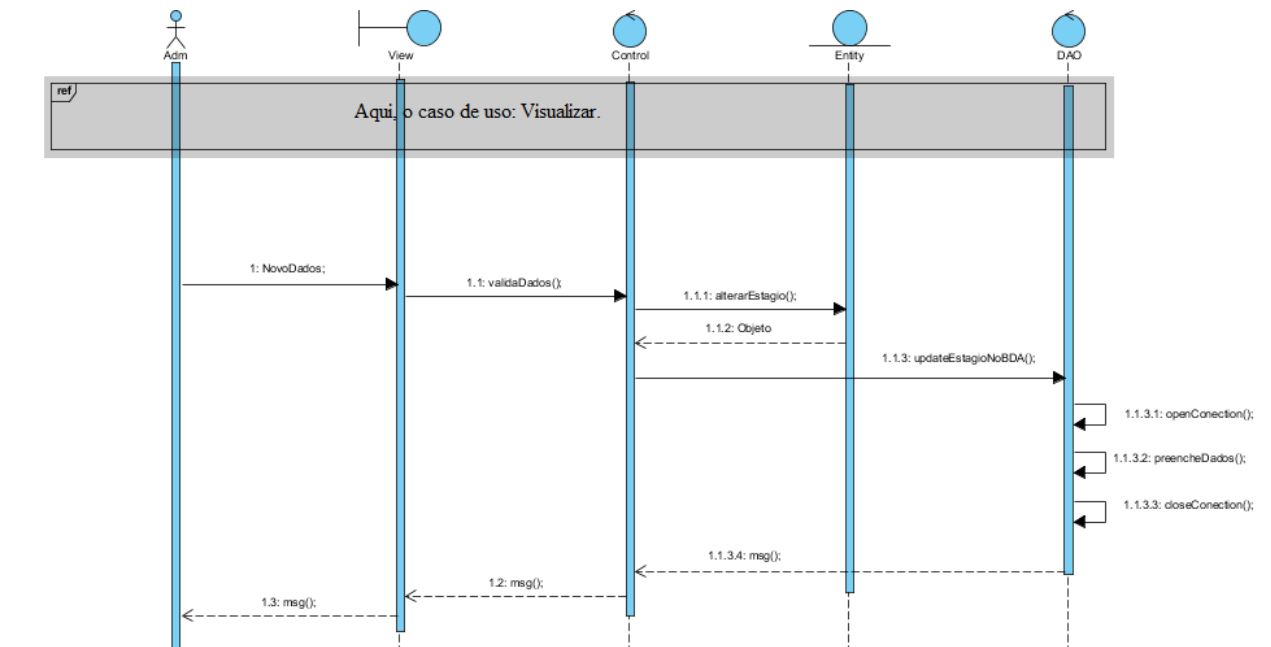 Adm
View
Control
Entity
DAO
ref
Aqui, o caso de uso: Visualizar.
1: NovoDados;
1.1: validaDados();
1.1.1: alterarEstagio();
1.1.2: Objeto
1.1.3: updateEstagioNoBDA();
1.1.3.1: openConection();
1.1.3.2: preencheDados();
1.1.3.3: closeConection();
1.1.3.4: msg();
1.2: msg();
1.3: msg();